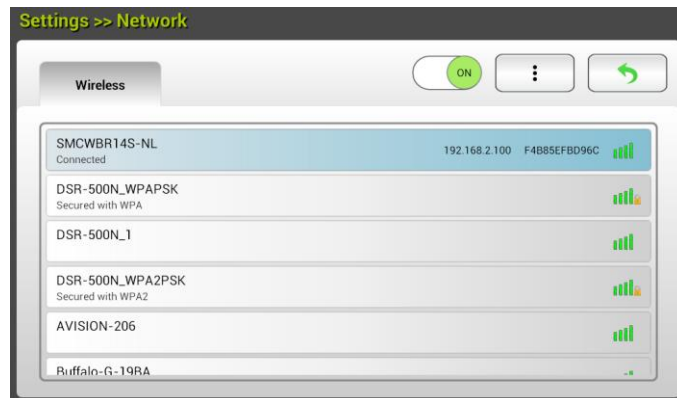 Settings >> Network
Wireless
ON
SMCWBR14S-NL
Connected
192.168.2.100 F4B85EFBD96C
DSR-500N_WPAPSK
Secured with WPA
DSR-500N_1
DSR-500N_WPA2PSK
Secured with WPA2
AVISION-206
Buffalo-G-19BA